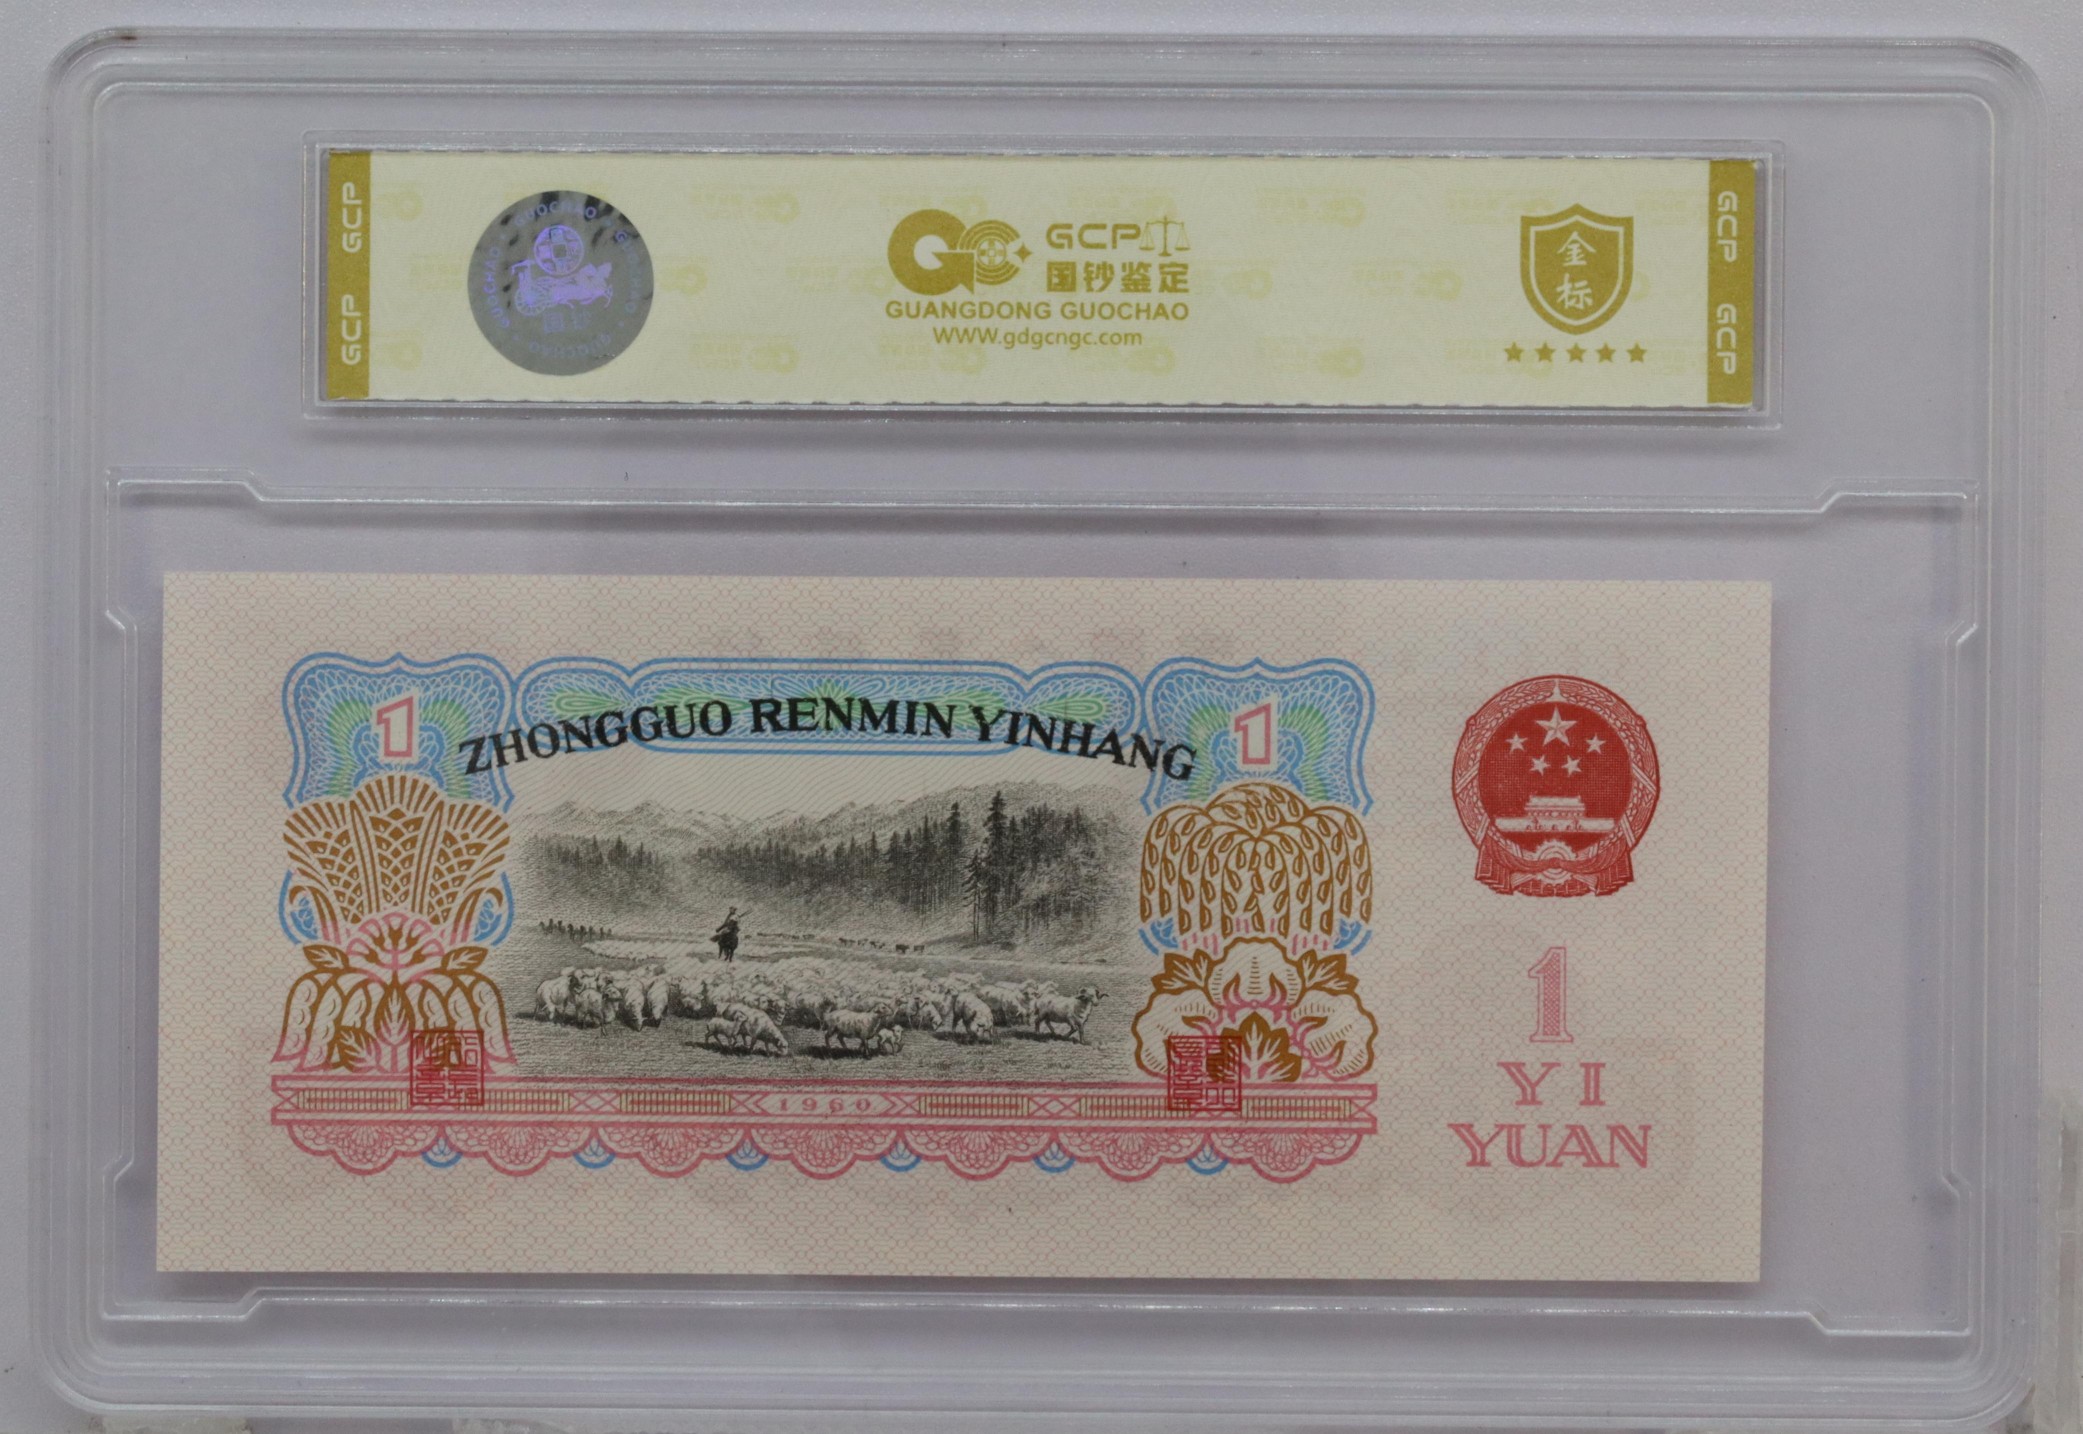 GCP GCP
GUOCHAO
GCP
国钞鉴定
GUANGDONG GUOCHAO
WWW.gdgcngc.com
金标
GCP GCP
1
1
ZHONGGUO RENMIN YINHANG
1960
1
YI
YUAN